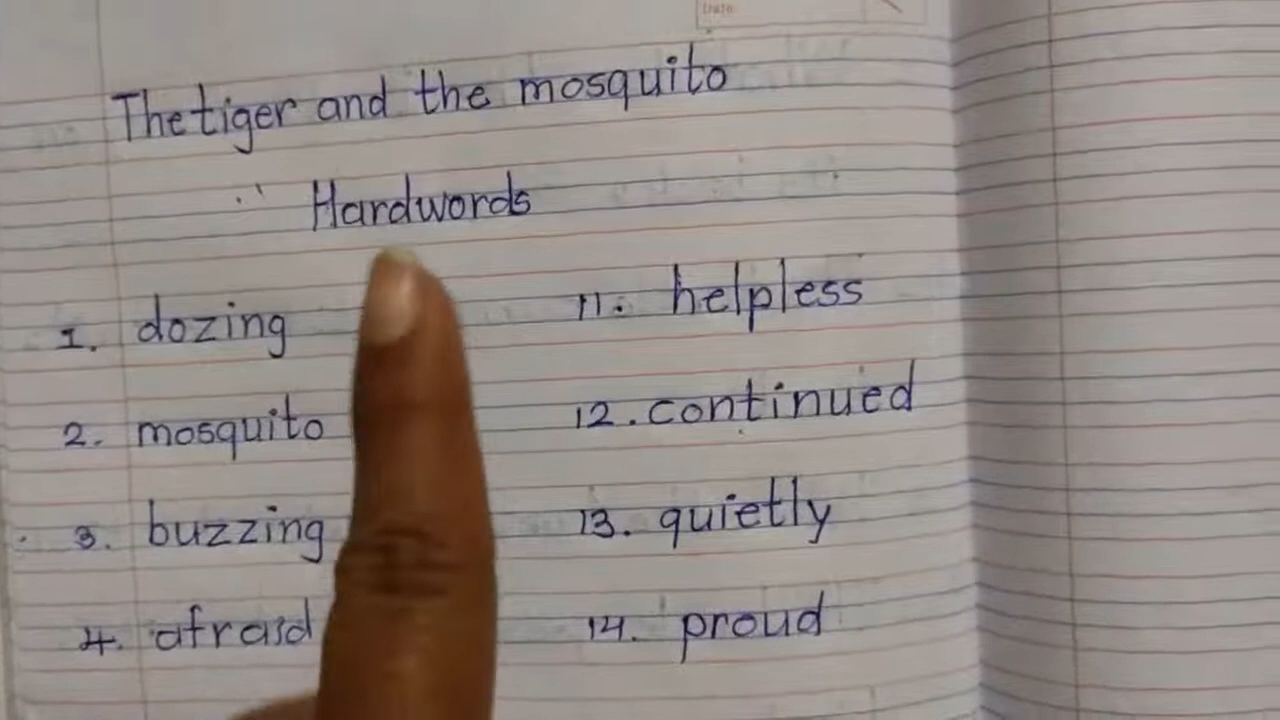 Date
The tiger and the mosquito
Hardwords
1. dozing
2. mosquito
3. buzzing
4. afraid
11. helpless
12. continued
13. quietly
14. proud